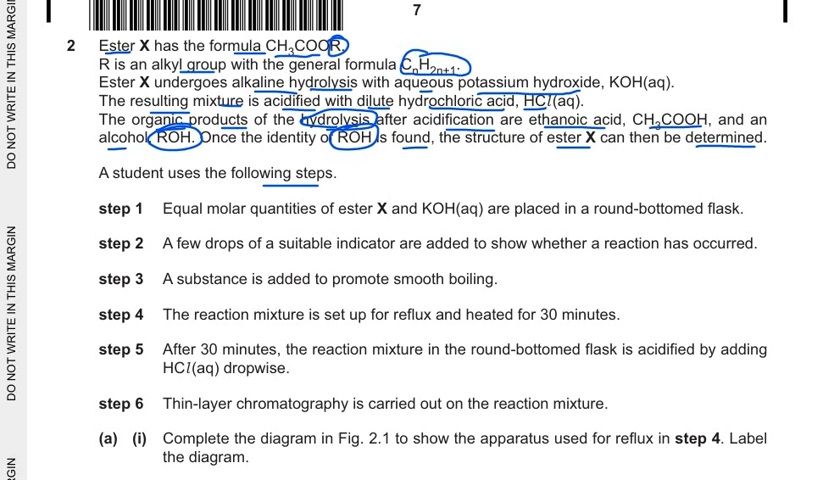 7
DO NOT WRITE IN THIS MARGIN
2 Ester X has the formula CH₃COOR.
R is an alkyl group with the general formula CₙH₂ₙ₊₁.
Ester X undergoes alkaline hydrolysis with aqueous potassium hydroxide, KOH(aq).
The resulting mixture is acidified with dilute hydrochloric acid, HCl(aq).
The organic products of the hydrolysis after acidification are ethanoic acid, CH₃COOH, and an
alcohol, ROH. Once the identity of ROH is found, the structure of ester X can then be determined.
A student uses the following steps.
step 1 Equal molar quantities of ester X and KOH(aq) are placed in a round-bottomed flask.
step 2 A few drops of a suitable indicator are added to show whether a reaction has occurred.
step 3 A substance is added to promote smooth boiling.
DO NOT WRITE IN THIS MARGIN
step 4 The reaction mixture is set up for reflux and heated for 30 minutes.
step 5 After 30 minutes, the reaction mixture in the round-bottomed flask is acidified by adding
HCl(aq) dropwise.
step 6 Thin-layer chromatography is carried out on the reaction mixture.
(a) (i) Complete the diagram in Fig. 2.1 to show the apparatus used for reflux in step 4. Label
the diagram.